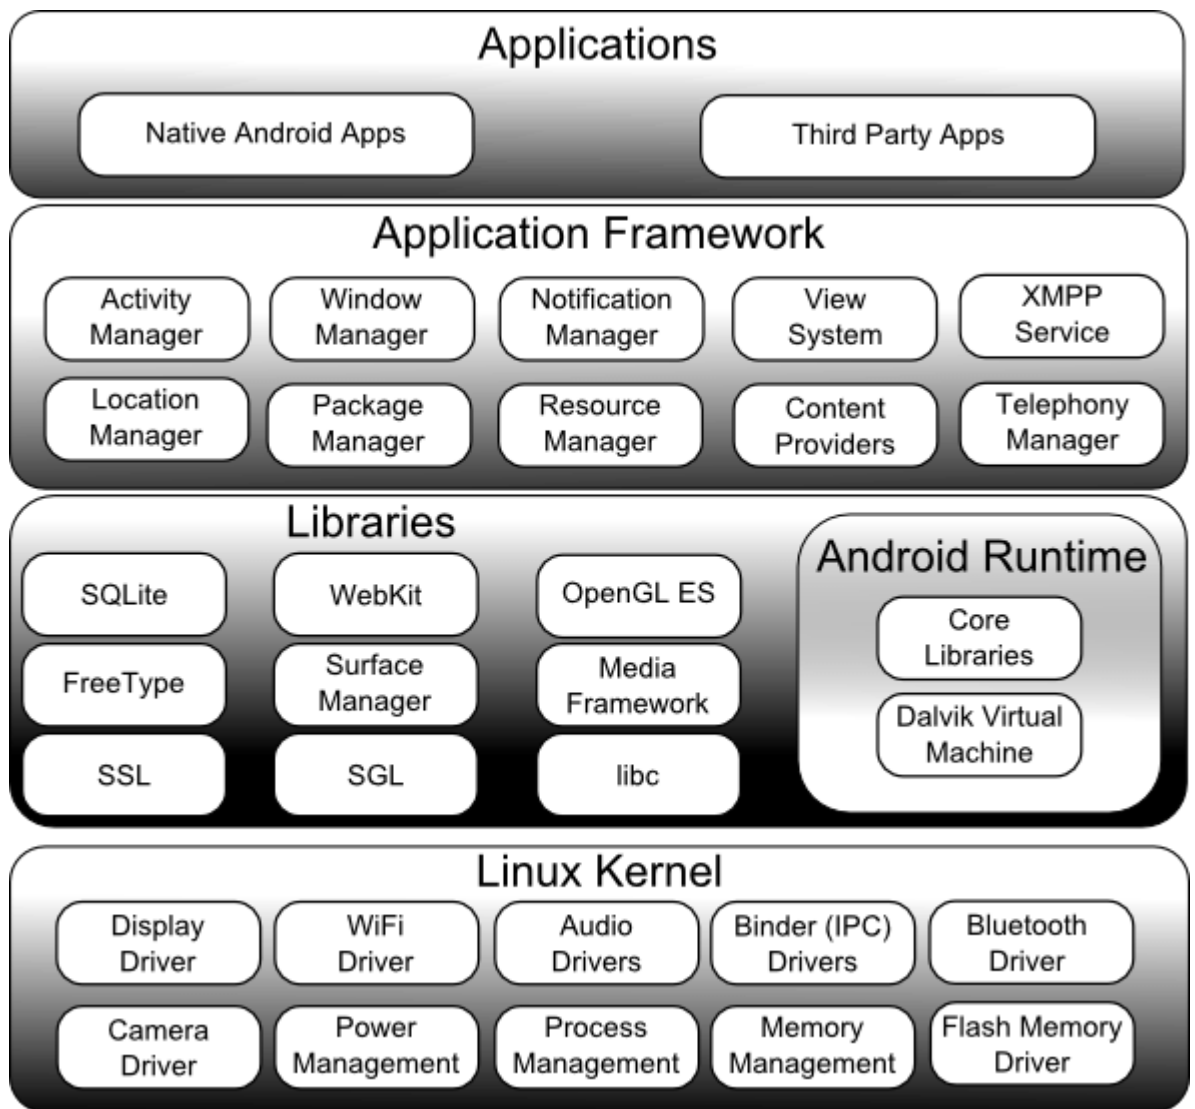 Applications
Native Android Apps
Third Party Apps
Application Framework
Activity
Manager
Window
Manager
Notification
Manager
View
System
XMPP
Service
Location
Manager
Package
Manager
Resource
Manager
Content
Providers
Telephony
Manager
Libraries
SQLite
WebKit
OpenGL ES
FreeType
Surface
Manager
Media
Framework
SSL
SGL
libc
Android Runtime
Core
Libraries
Dalvik Virtual
Machine
Linux Kernel
Display
Driver
WiFi
Driver
Audio
Drivers
Binder (IPC)
Drivers
Bluetooth
Driver
Camera
Driver
Power
Management
Process
Management
Memory
Management
Flash Memory
Driver